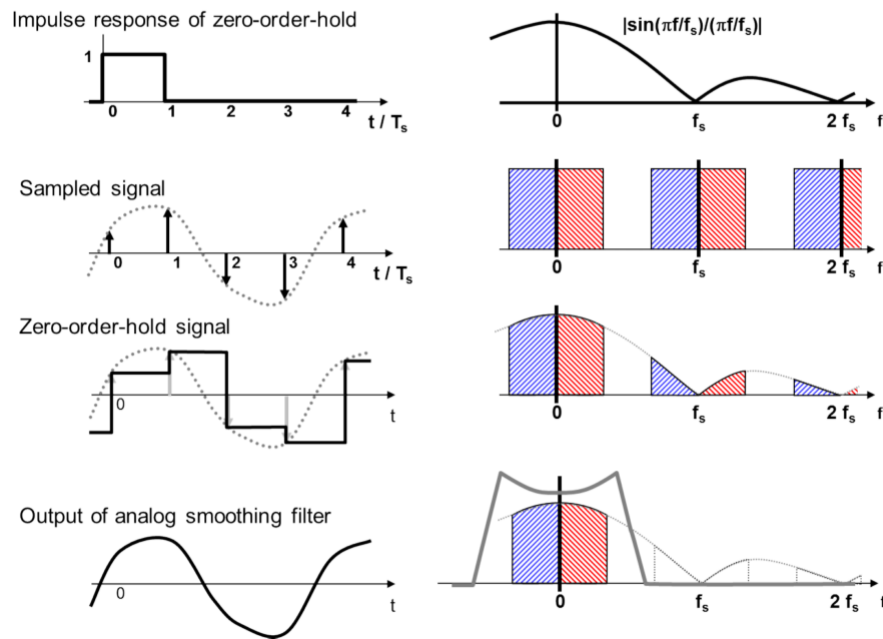 Impulse response of zero-order-hold
1
0 1 2 3 4
t / Tₛ
|sin(πf/fₛ)/(πf/fₛ)|
0 fₛ 2 fₛ f
Sampled signal
0 1 2 3 4
t / Tₛ
0 fₛ 2 fₛ f
Zero-order-hold signal
0
t
0 fₛ 2 fₛ f
Output of analog smoothing filter
0
t
0 fₛ 2 fₛ f